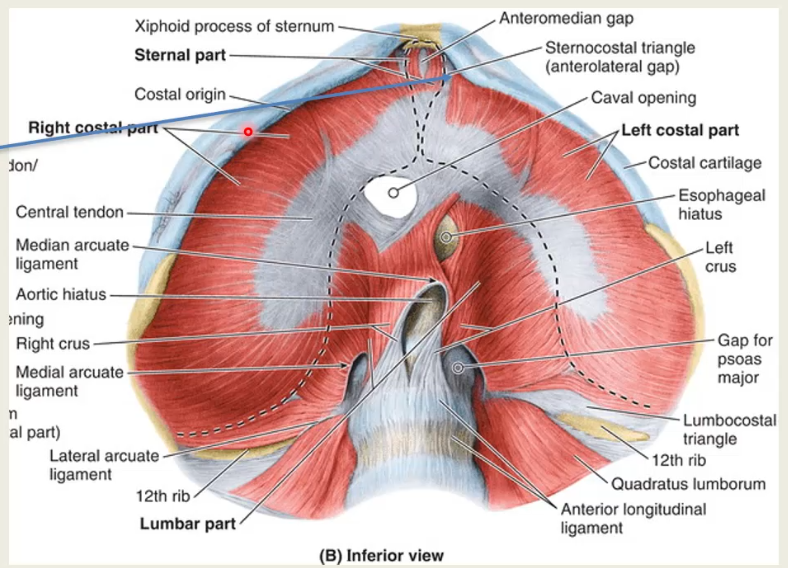 Xiphoid process of sternum
Sternal part
Costal origin
Right costal part
don/
Central tendon
Median arcuate
ligament
Aortic hiatus
ening
Right crus
Medial arcuate
ligament
m
al part)
Lateral arcuate
ligament
12th rib
Lumbar part
Anteromedian gap
Sternocostal triangle
(anterolateral gap)
Caval opening
Left costal part
Costal cartilage
Esophageal
hiatus
Left
crus
Gap for
psoas
major
Lumbocostal
triangle
12th rib
Quadratus lumborum
Anterior longitudinal
ligament
(B) Inferior view